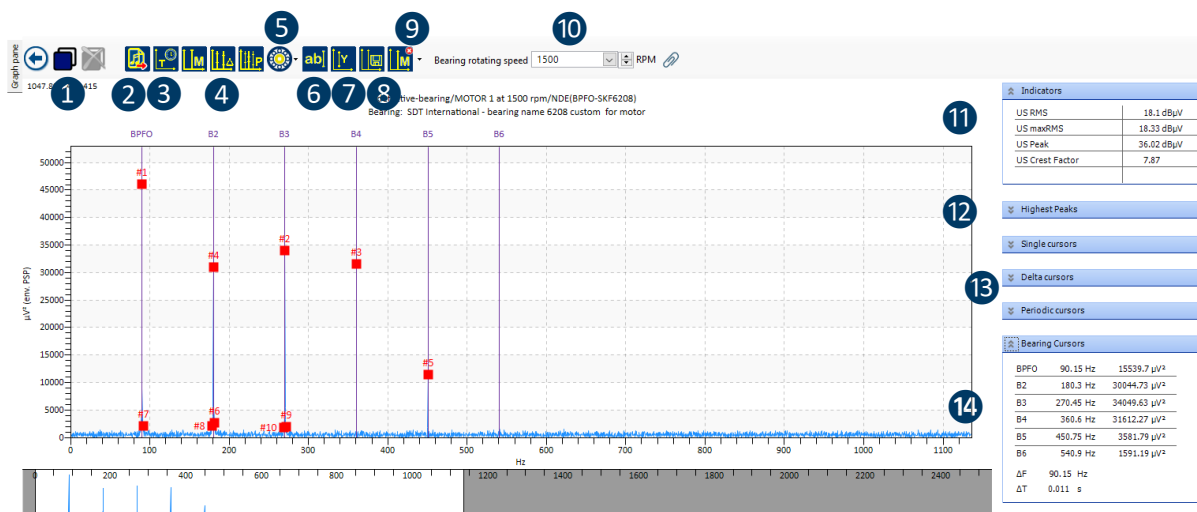 9
5
10
Graph pane
ab
Y
M
P
T
Bearing rotating speed 1500 RPM
1
2
3
4
6
7
8
1047.8
415
tive-bearing/MOTOR 1 at 1500 rpm/NDE(BPFO-SKF6208)
Bearing: SDT International - bearing name 6208 custom for motor
BPFO B2 B3 B4 B5 B6
µV² (env. PSP)
50000
45000
40000
35000
30000
25000
20000
15000
10000
5000
0
#1
#2
#3
#4
#5
#6
#7
#8
#9
#10
0 100 200 300 400 500 600 700 800 900 1000 1100
Hz
0 200 400 600 800 1000 1200 1400 1600 1800 2000 2200 2400
11
12
13
14
Indicators
US RMS 18.1 dBµV
US maxRMS 18.33 dBµV
US Peak 36.02 dBµV
US Crest Factor 7.87
Highest Peaks
Single cursors
Delta cursors
Periodic cursors
Bearing Cursors
BPFO 90.15 Hz 15539.7 µV²
B2 180.3 Hz 30044.73 µV²
B3 270.45 Hz 34049.63 µV²
B4 360.6 Hz 31612.27 µV²
B5 450.75 Hz 3581.79 µV²
B6 540.9 Hz 1591.19 µV²
ΔF 90.15 Hz
ΔT 0.011 s